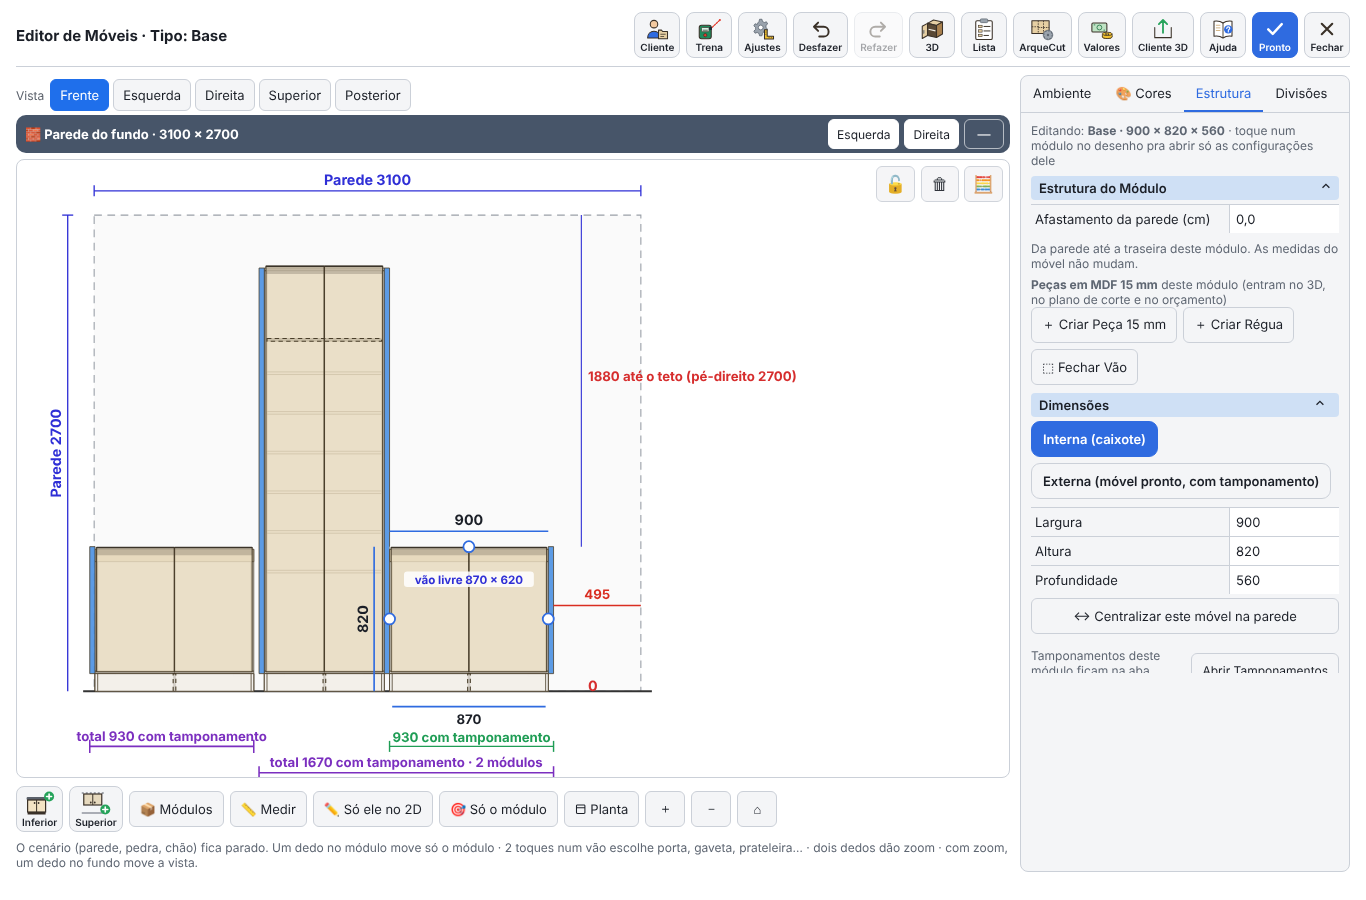 Editor de Móveis · Tipo: Base
Cliente
Trena
Ajustes
Desfazer
Refazer
3D
Lista
ArqueCut
Valores
Cliente 3D
Ajuda
Pronto
Fechar
Vista
Frente
Esquerda
Direita
Superior
Posterior
Parede do fundo · 3100 × 2700
Esquerda
Direita
—
Parede 3100
Parede 2700
1880 até o teto (pé-direito 2700)
900
vão livre 870 × 620
820
495
0
870
total 930 com tamponamento
930 com tamponamento
total 1670 com tamponamento · 2 módulos
Inferior
Superior
Módulos
Medir
Só ele no 2D
Só o módulo
Planta
+
−
⌂
O cenário (parede, pedra, chão) fica parado. Um dedo no módulo move só o módulo · 2 toques num vão escolhe porta, gaveta, prateleira... · dois dedos dão zoom · com zoom,
um dedo no fundo move a vista.
Ambiente
Cores
Estrutura
Divisões
Editando: Base · 900 × 820 × 560 · toque num
módulo no desenho pra abrir só as configurações
dele
Estrutura do Módulo
Afastamento da parede (cm)
0,0
Da parede até a traseira deste módulo. As medidas do
móvel não mudam.
Peças em MDF 15 mm deste módulo (entram no 3D,
no plano de corte e no orçamento)
+ Criar Peça 15 mm
+ Criar Régua
Fechar Vão
Dimensões
Interna (caixote)
Externa (móvel pronto, com tamponamento)
Largura
900
Altura
820
Profundidade
560
↔ Centralizar este móvel na parede
Tamponamentos deste
módulo ficam na aba
Abrir Tamponamentos